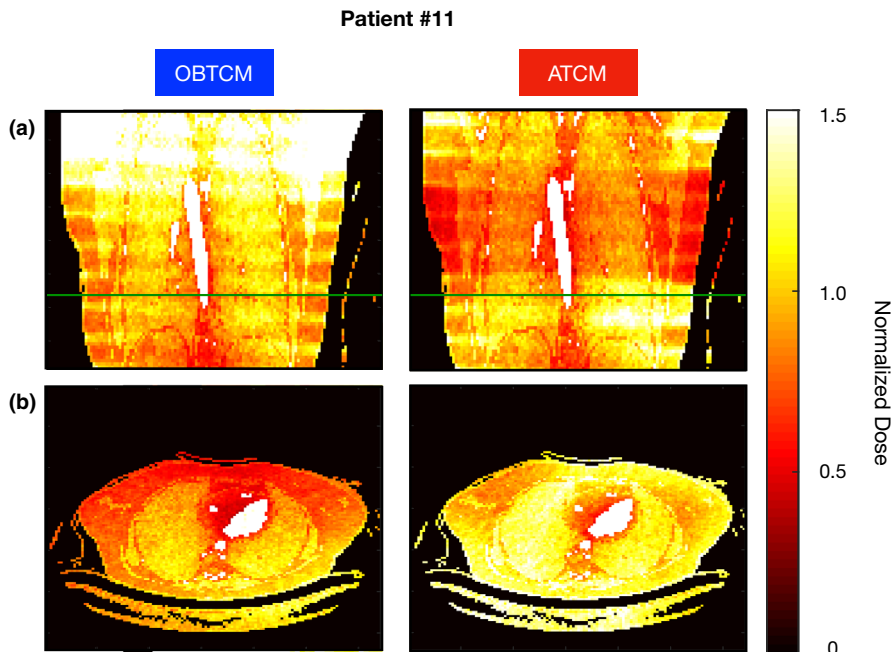 Patient #11
OBTCM
ATCM
(a)
1.5
1.0
Normalized Dose
(b)
0.5
0